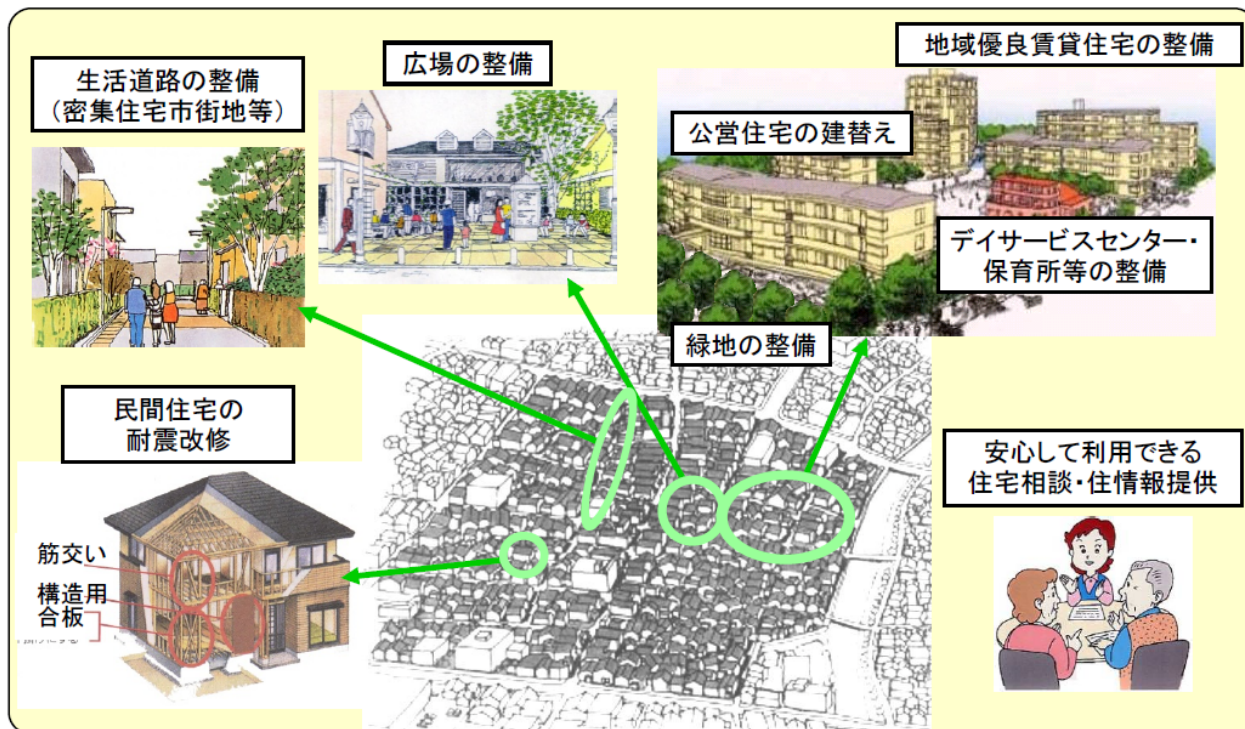 生活道路の整備
(密集住宅市街地等)
広場の整備
地域優良賃貸住宅の整備
公営住宅の建替え
デイサービスセンター・
保育所等の整備
緑地の整備
民間住宅の
耐震改修
筋交い
構造用
合板
安心して利用できる
住宅相談・住情報提供